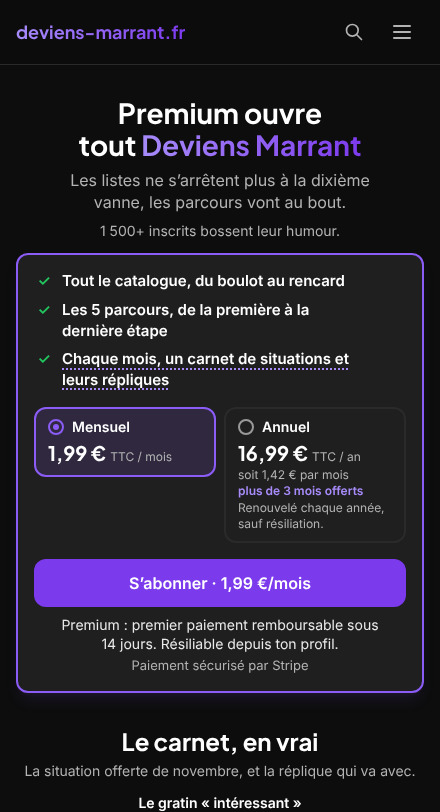 deviens-marrant.fr
Premium ouvre
tout Deviens Marrant
Les listes ne s’arrêtent plus à la dixième
vanne, les parcours vont au bout.
1 500+ inscrits bossent leur humour.
Tout le catalogue, du boulot au rencard
Les 5 parcours, de la première à la
dernière étape
Chaque mois, un carnet de situations et
leurs répliques
Mensuel
1,99 € TTC / mois
Annuel
16,99 € TTC / an
soit 1,42 € par mois
plus de 3 mois offerts
Renouvelé chaque année,
sauf résiliation.
S’abonner · 1,99 €/mois
Premium : premier paiement remboursable sous
14 jours. Résiliable depuis ton profil.
Paiement sécurisé par Stripe
Le carnet, en vrai
La situation offerte de novembre, et la réplique qui va avec.
Le gratin « intéressant »